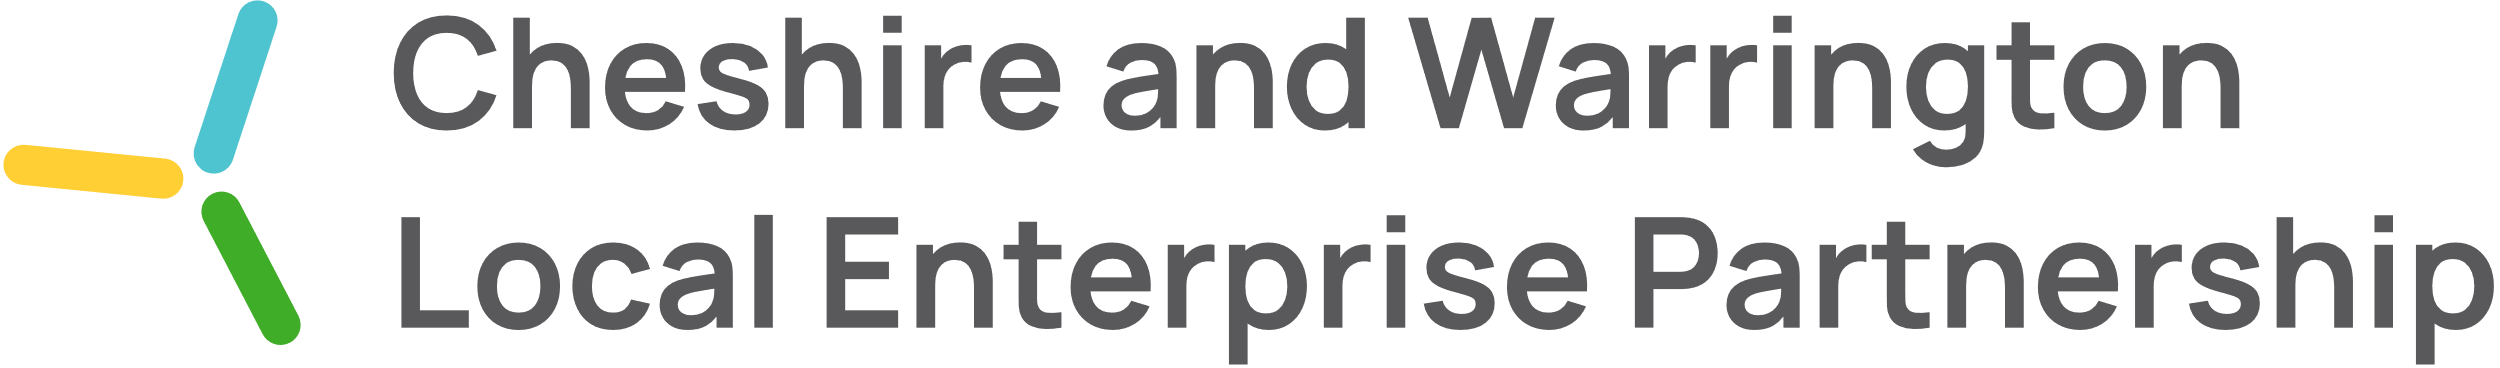 Cheshire and Warrington
Local Enterprise Partnership